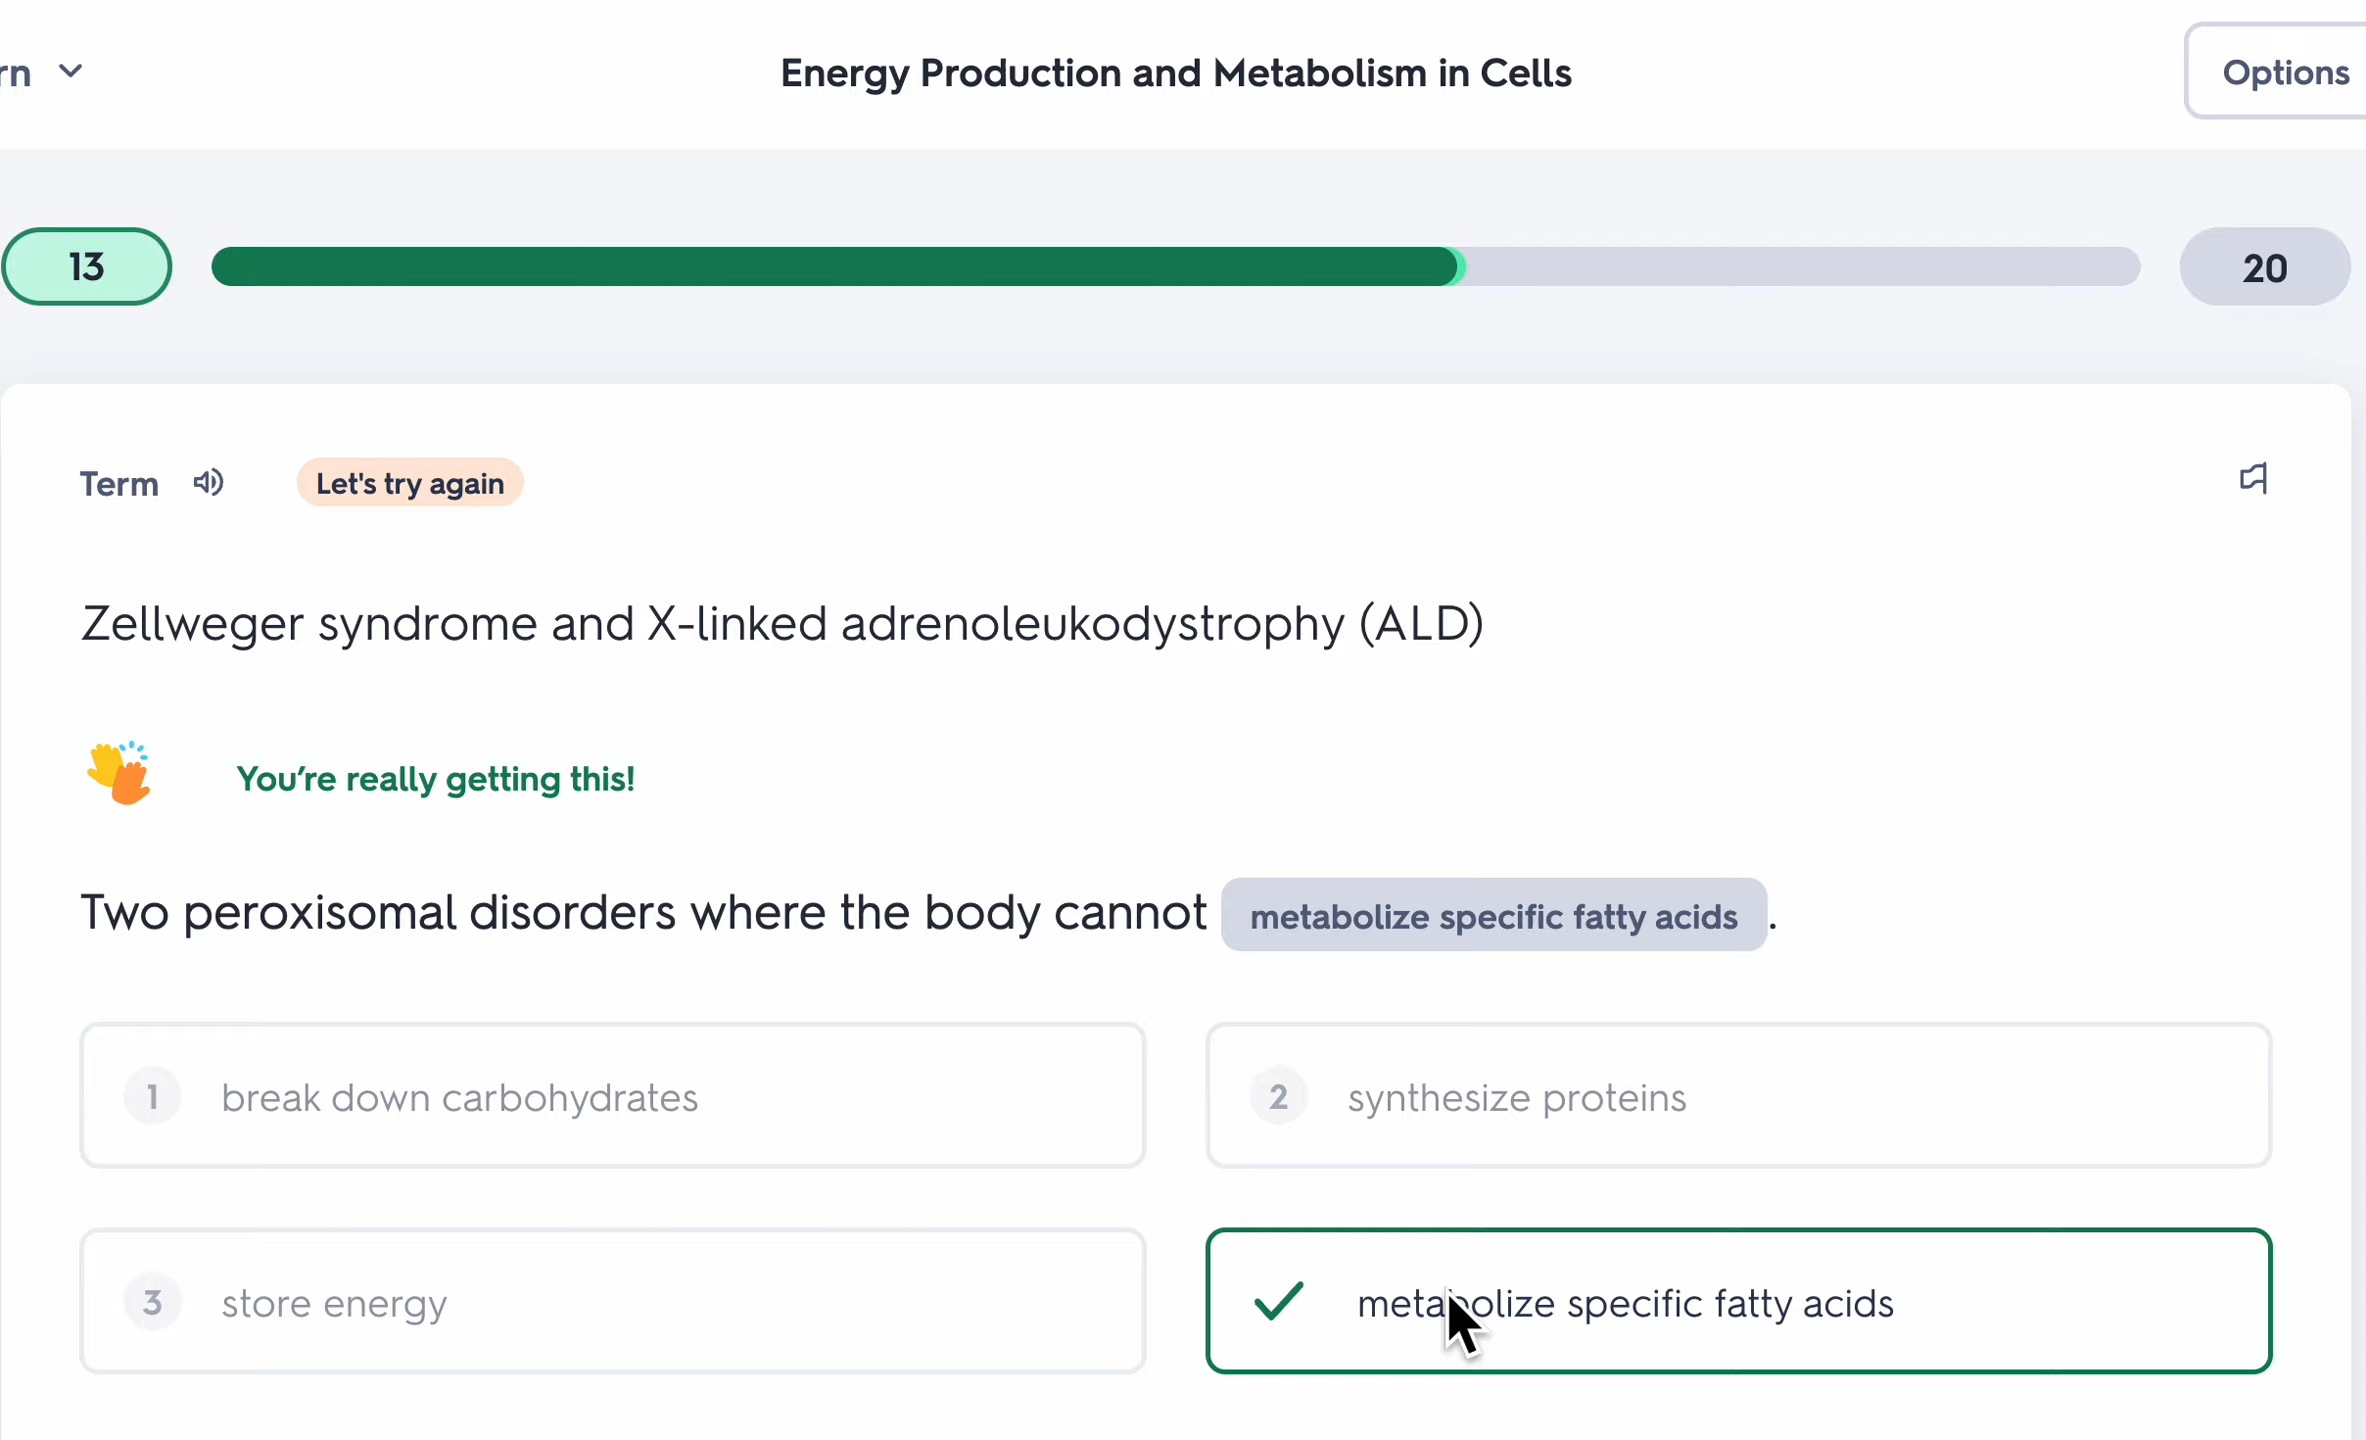 rn
Energy Production and Metabolism in Cells
Options
13
20
Term
Let's try again
Zellweger syndrome and X-linked adrenoleukodystrophy (ALD)
You're really getting this!
Two peroxisomal disorders where the body cannot metabolize specific fatty acids.
1 break down carbohydrates
2 synthesize proteins
3 store energy
metabolize specific fatty acids